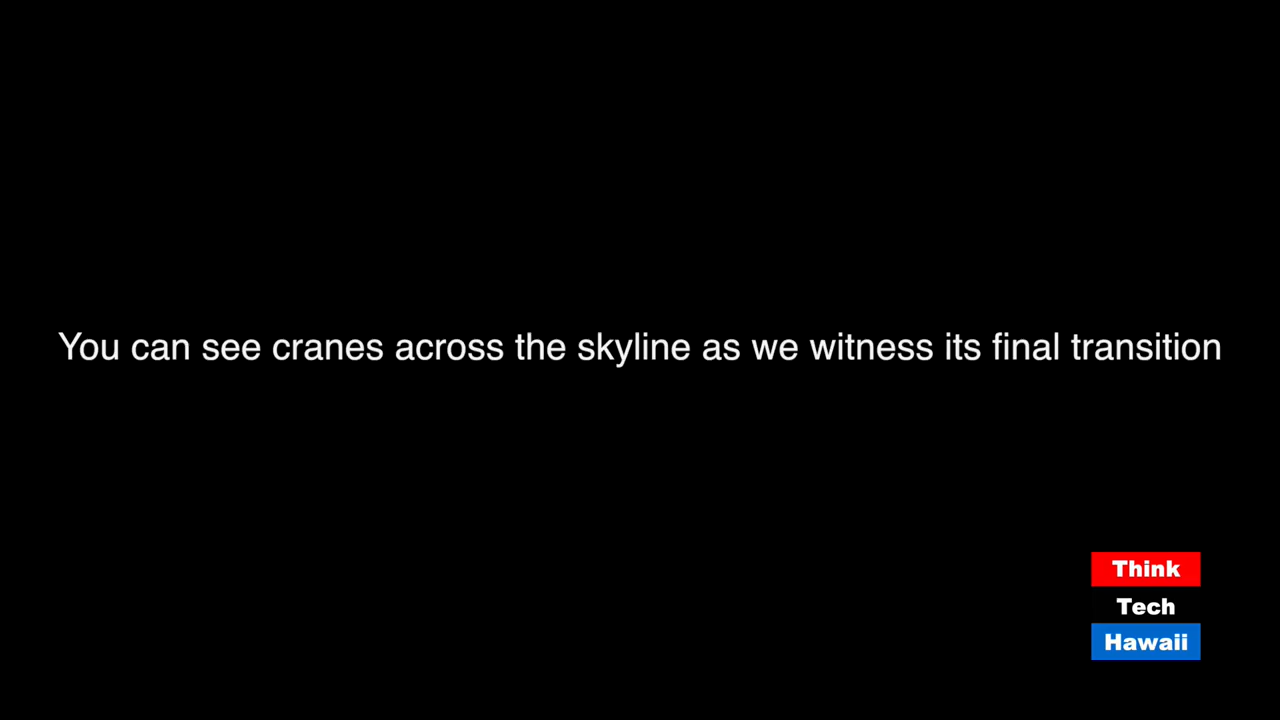 You can see cranes across the skyline as we witness its final transition
Think
Tech
Hawaii